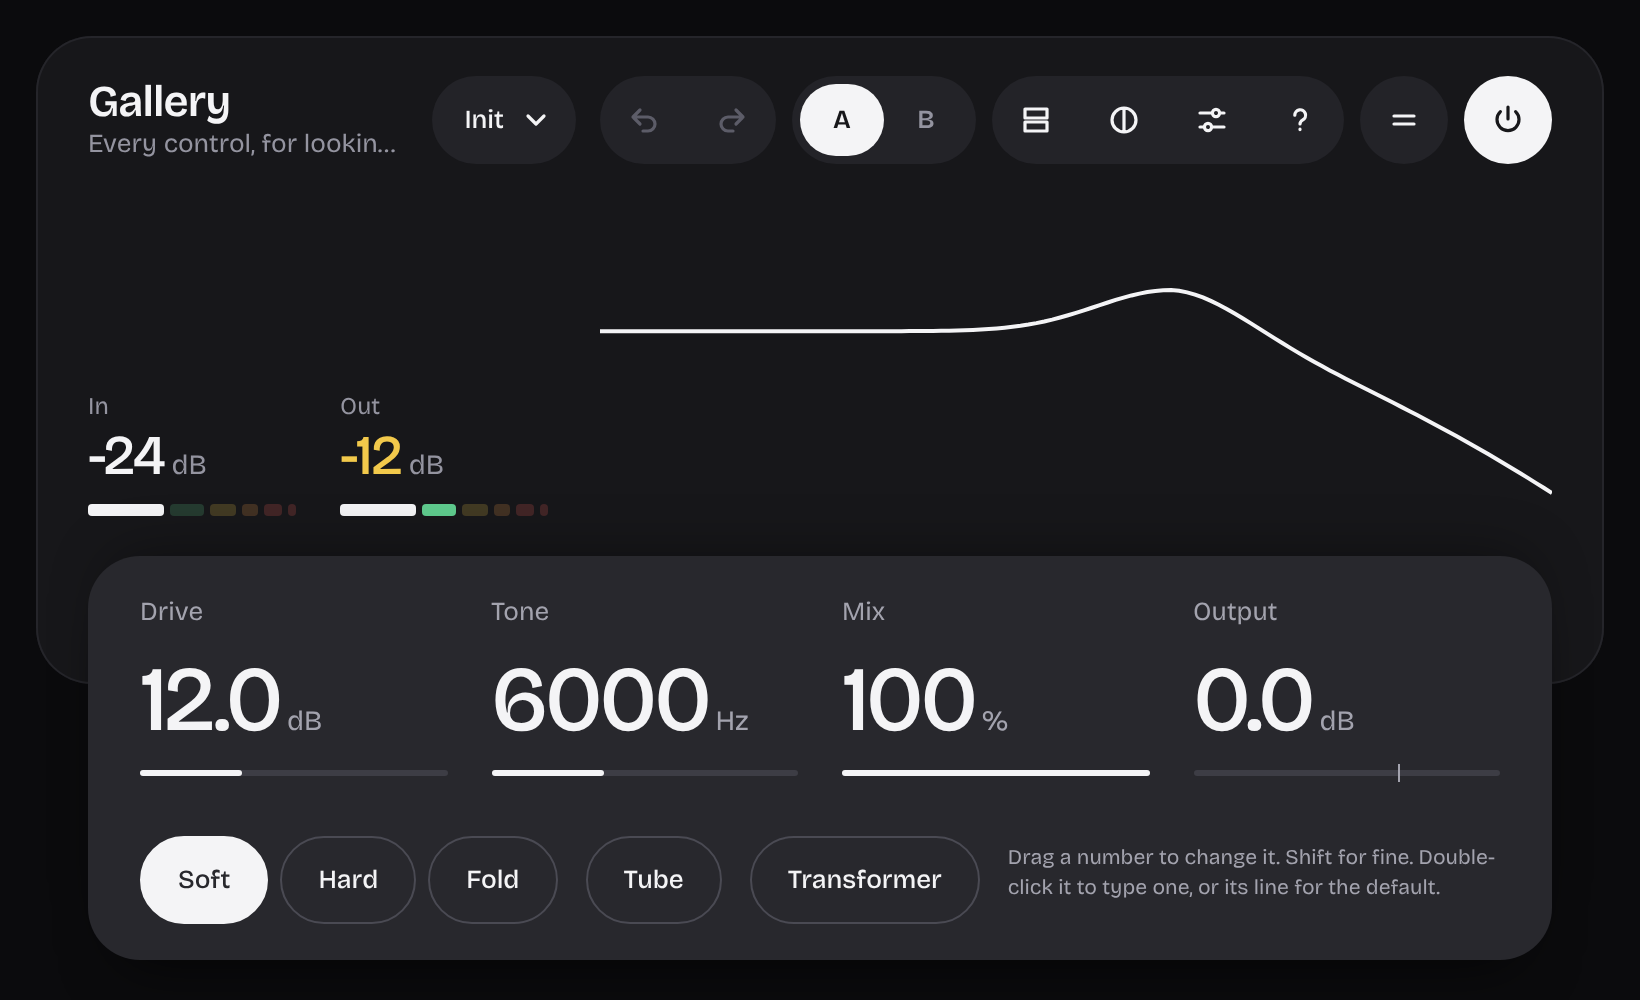 Gallery
Every control, for lookin...
Init
A
B
?
In
-24 dB
Out
-12 dB
Drive
12.0 dB
Tone
6000 Hz
Mix
100 %
Output
0.0 dB
Soft
Hard
Fold
Tube
Transformer
Drag a number to change it. Shift for fine. Double-
click it to type one, or its line for the default.